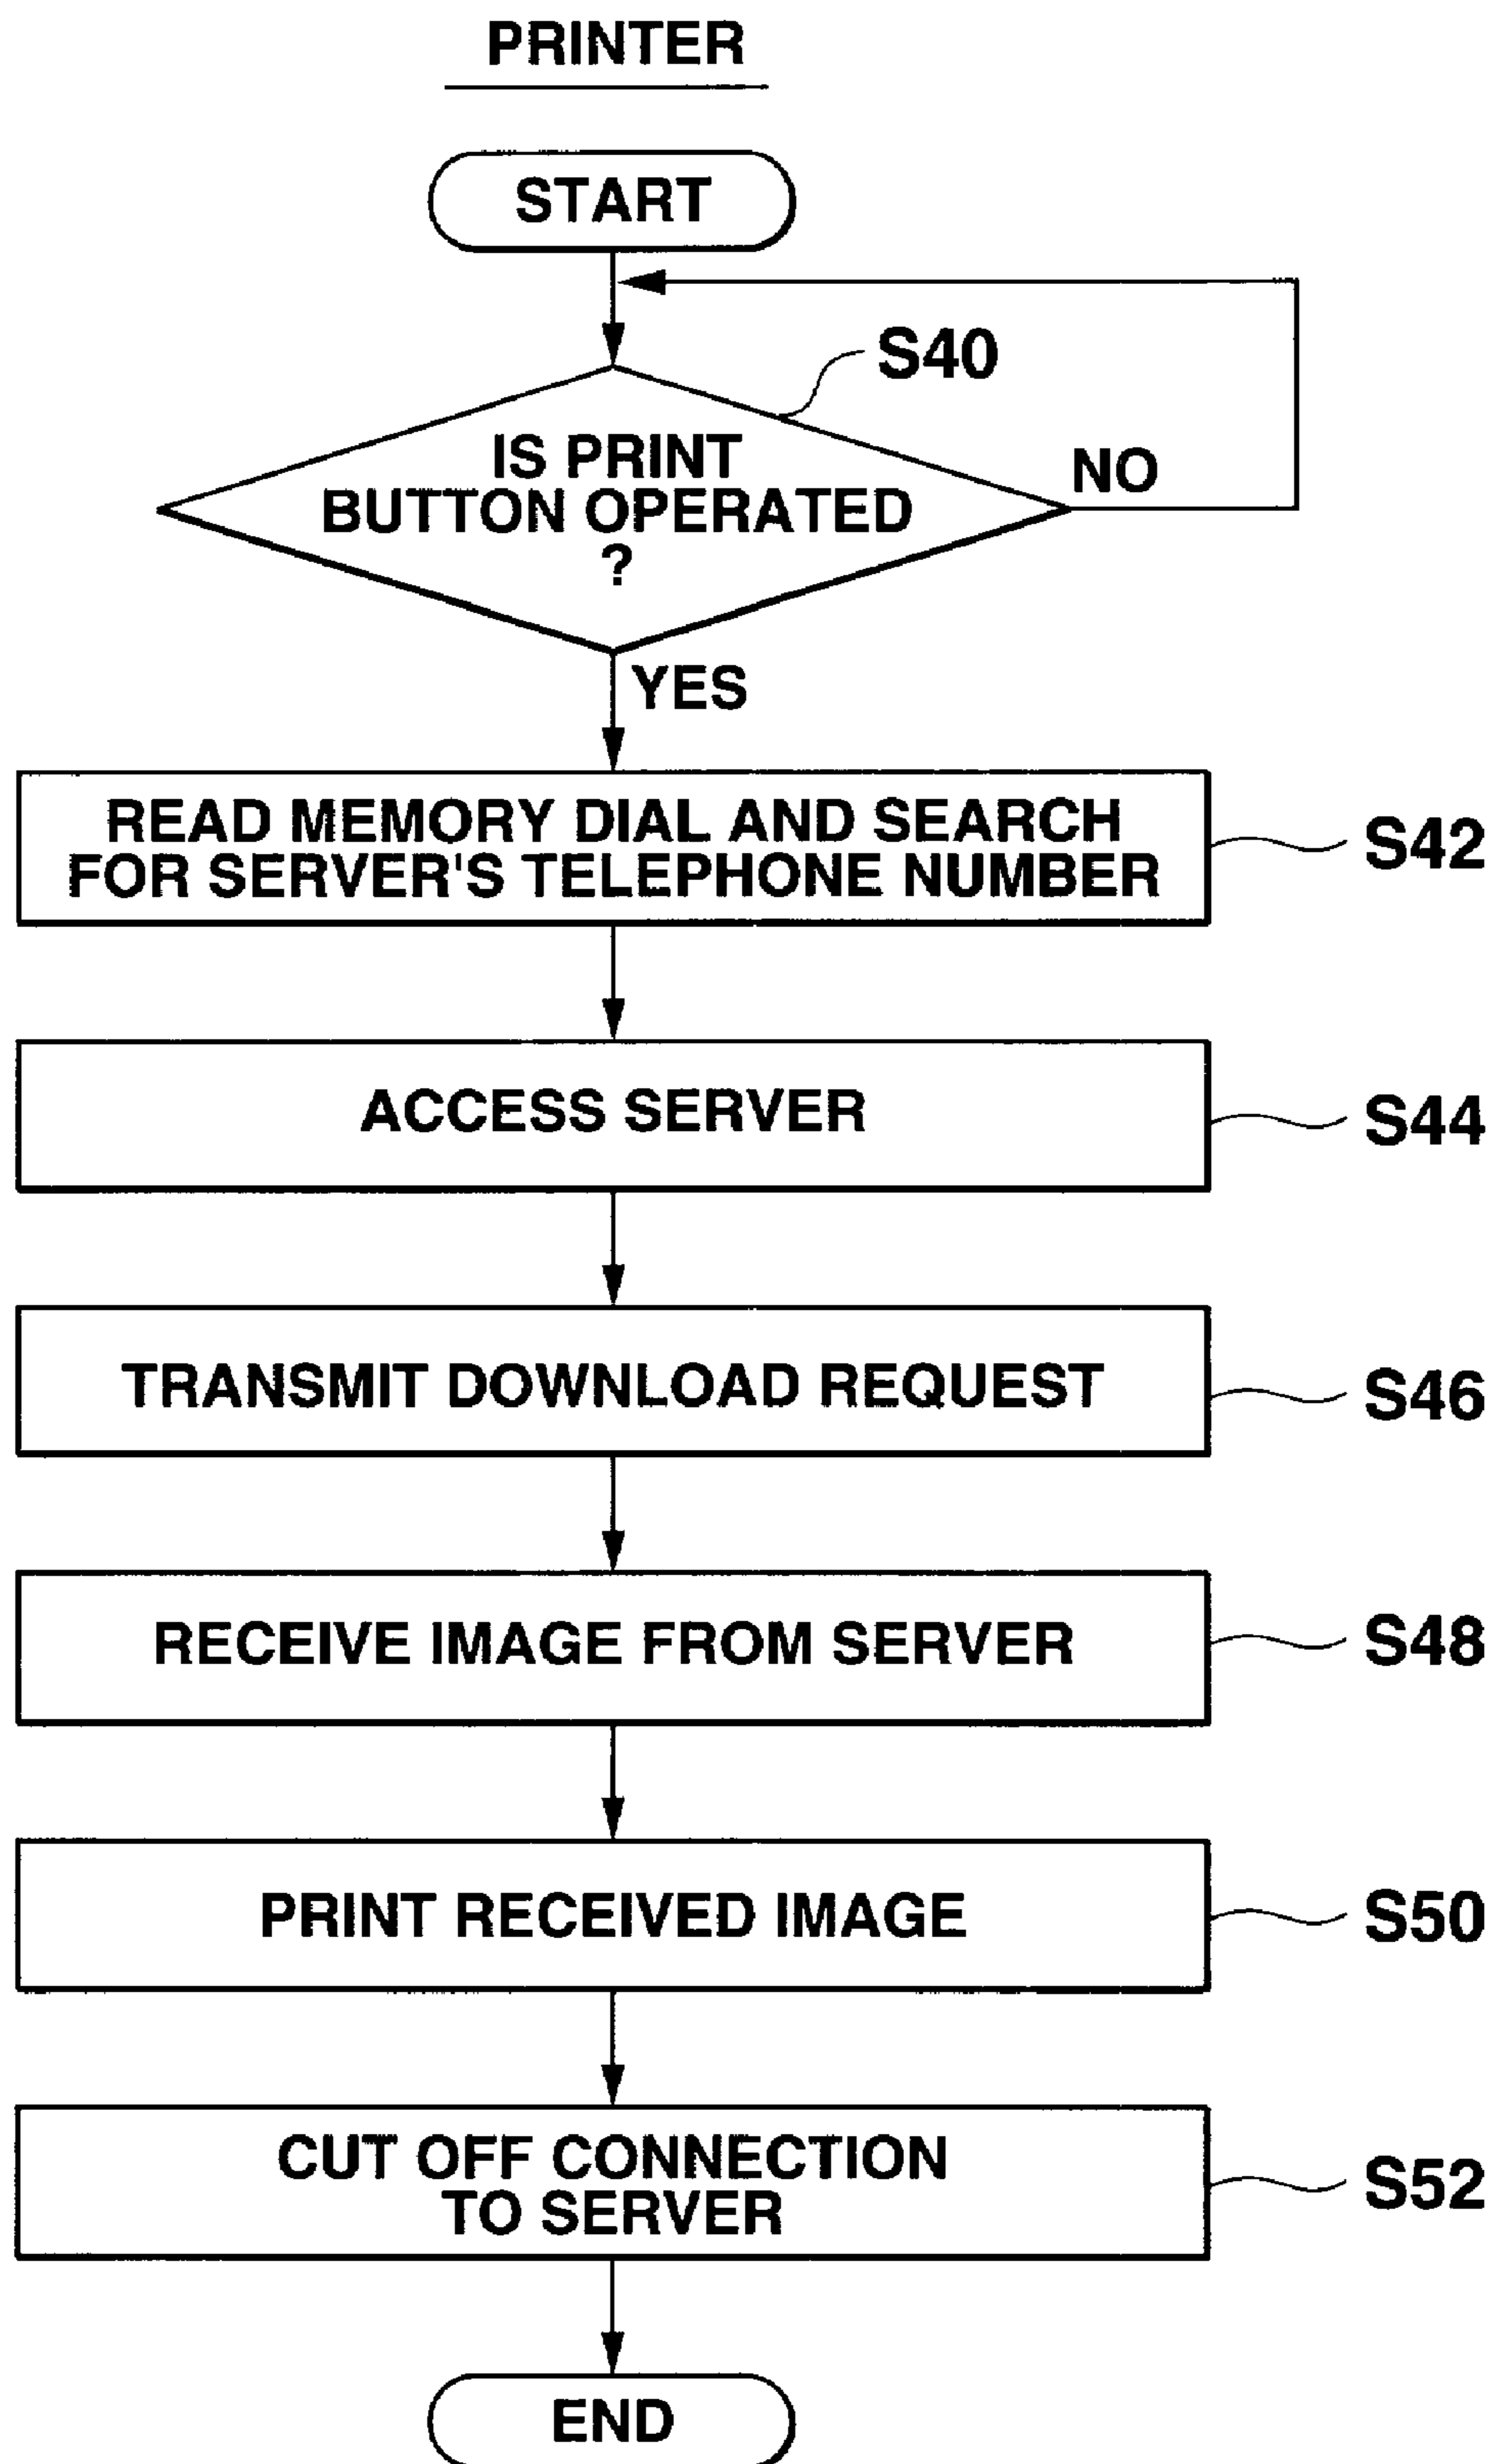 PRINTER
START
S40
IS PRINT
BUTTON OPERATED
?
NO
YES
READ MEMORY DIAL AND SEARCH
FOR SERVER'S TELEPHONE NUMBER
S42
ACCESS SERVER
S44
TRANSMIT DOWNLOAD REQUEST
S46
RECEIVE IMAGE FROM SERVER
S48
PRINT RECEIVED IMAGE
S50
CUT OFF CONNECTION
TO SERVER
S52
END